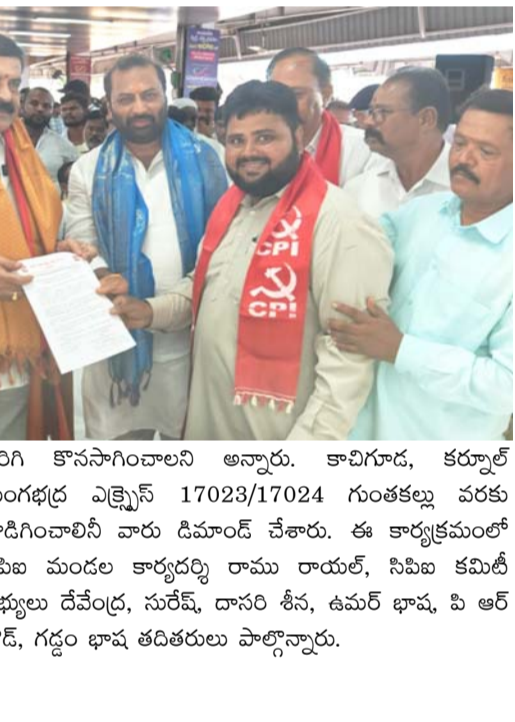 CPI
CPI
రిగి కొనసాగించాలని అన్నారు. కాచిగూడ, కర్నూల్
ంగభద్ర ఎక్స్ప్రెస్ 17023/17024 గుంతకల్లు వరకు
డిగించాలినీ వారు డిమాండ్ చేశారు. ఈ కార్యక్రమంలో
పిఐ మండల కార్యదర్శి రాము రాయల్, సిపిఐ కమిటీ
భ్యులు దేవేంద్ర, సురేష్, దాసరి శీన, ఉమర్ భాష, పి ఆర్
డ్, గడ్డం భాష తదితరులు పాల్గొన్నారు.